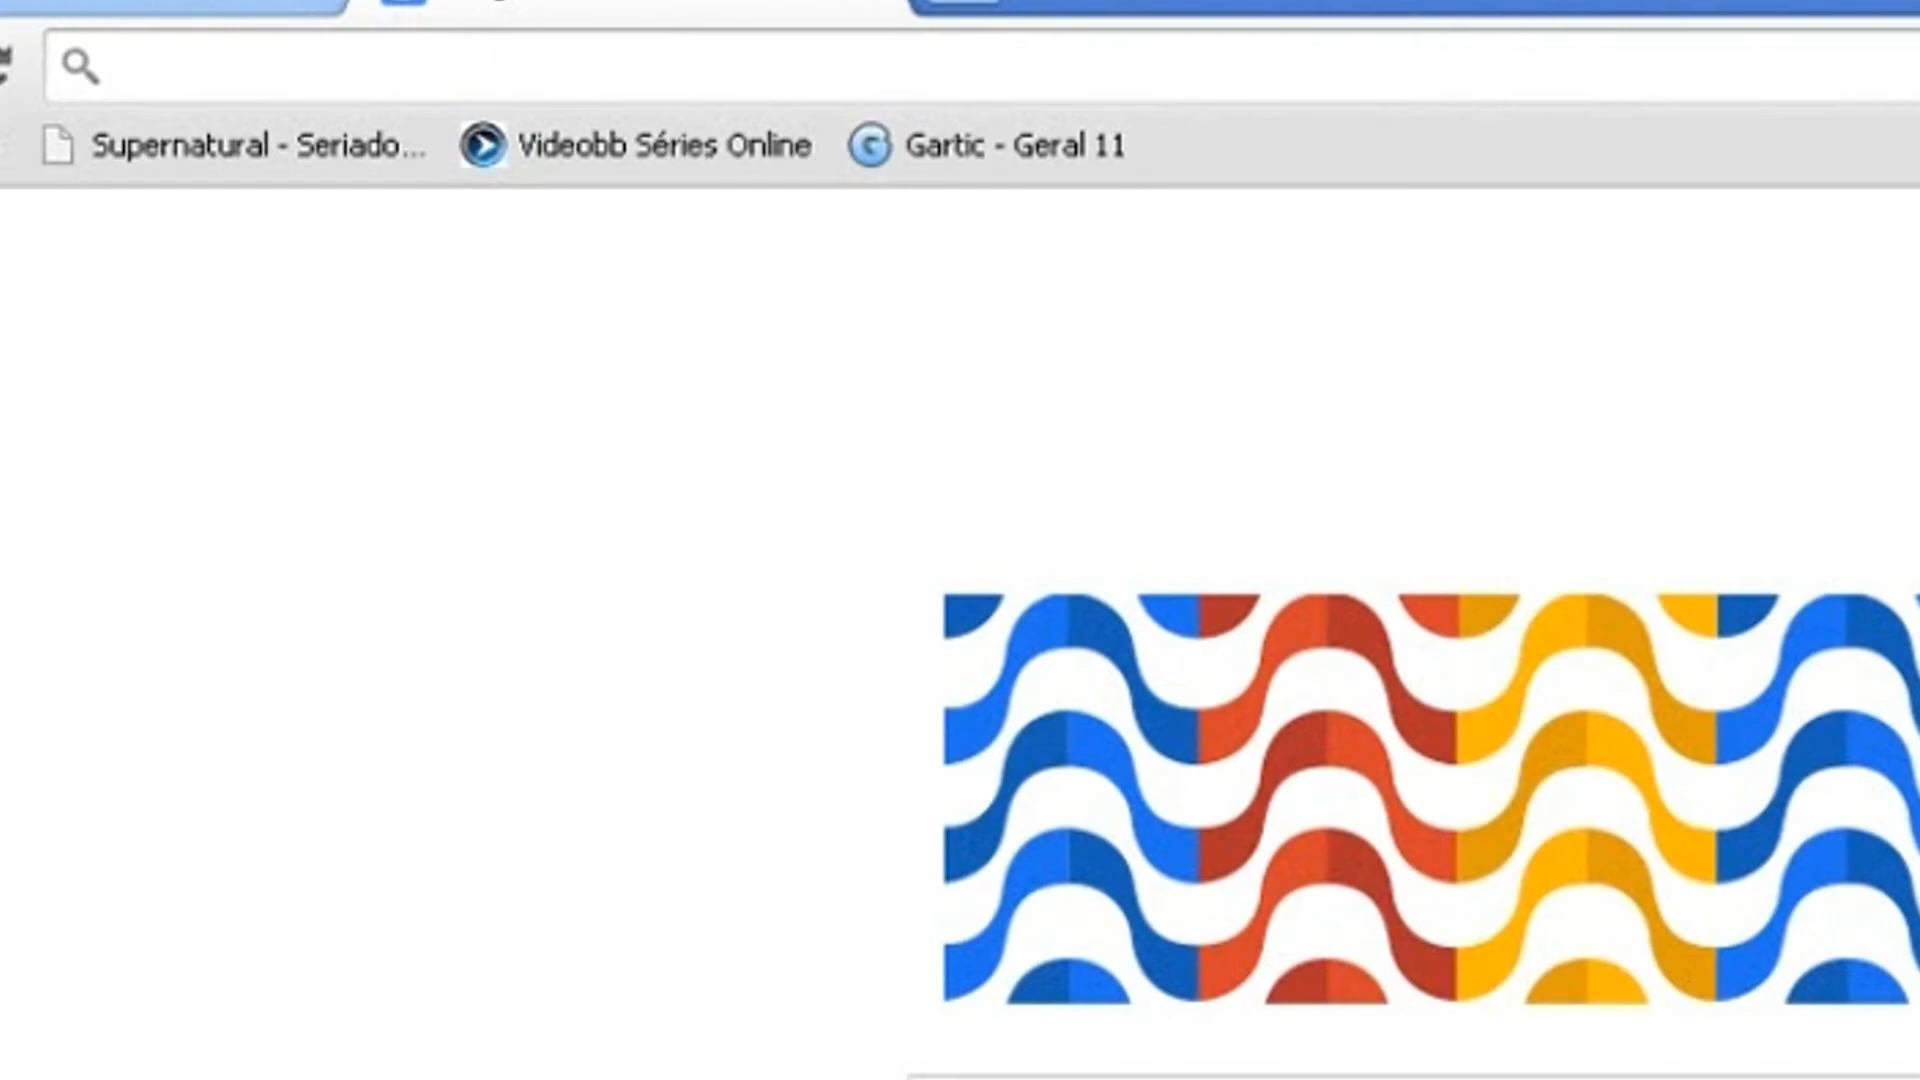 Supernatural - Seriado... Videobb Séries Online Gartic - Geral 11